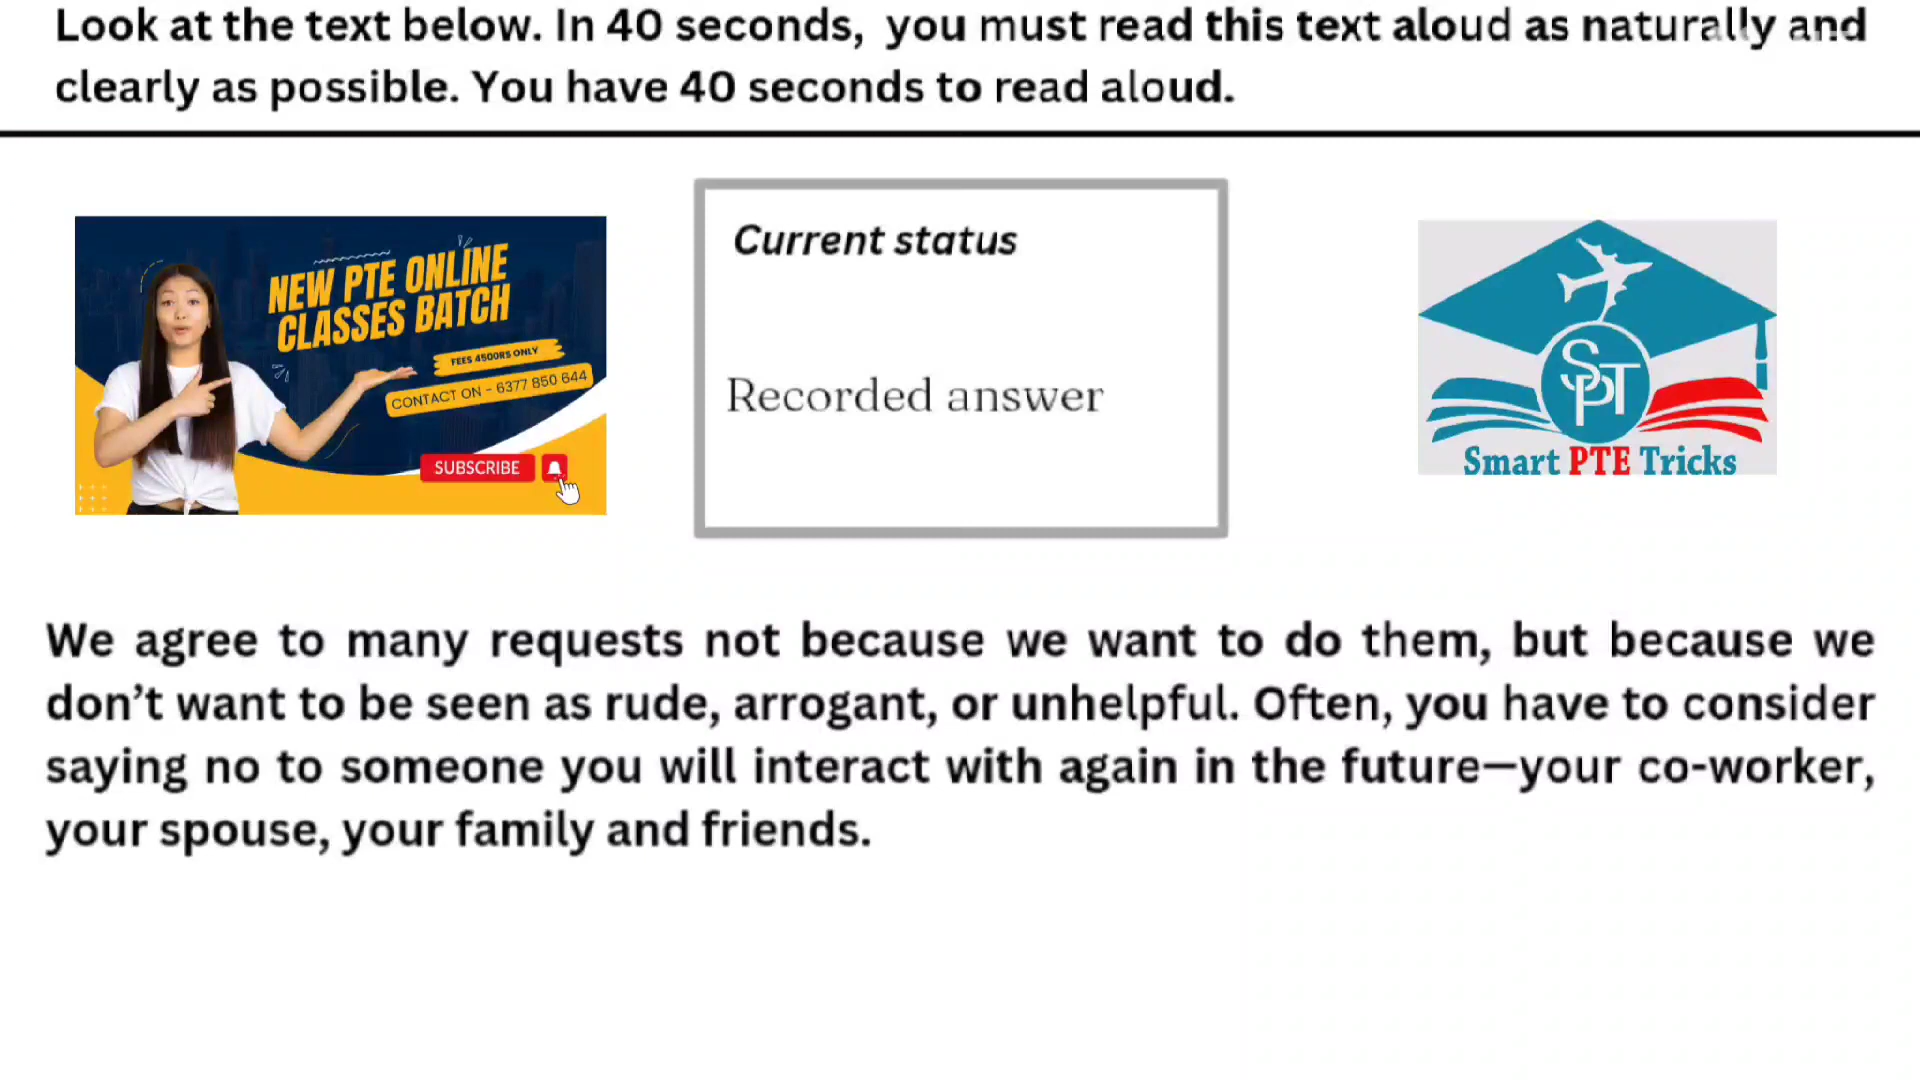 Look at the text below. In 40 seconds, you must read this text aloud as naturally and
clearly as possible. You have 40 seconds to read aloud.
NEW PTE ONLINE
CLASSES BATCH
FEES 4500RS ONLY
CONTACT ON - 6377 850 644
SUBSCRIBE
Current status
Recorded answer
SPT
Smart PTE Tricks
We agree to many requests not because we want to do them, but because we
don’t want to be seen as rude, arrogant, or unhelpful. Often, you have to consider
saying no to someone you will interact with again in the future—your co-worker,
your spouse, your family and friends.